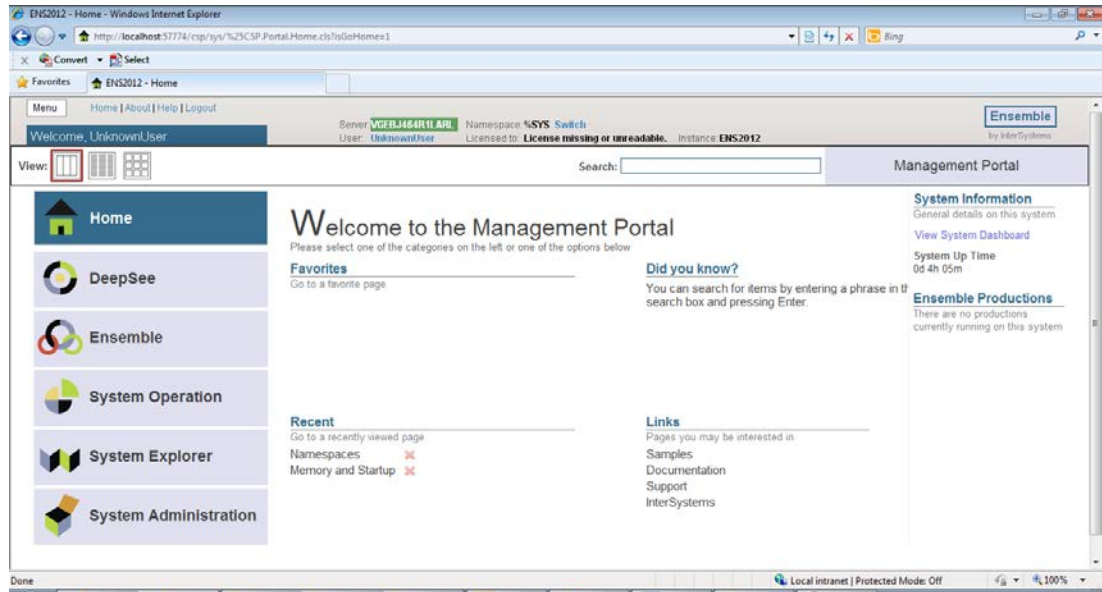 ENS2012 - Home - Windows Internet Explorer
http://localhost:57774/csp/sys/%25CSP.Portal.Home.cls?isGoHome=1
Bing
Convert Select
Favorites ENS2012 - Home
Menu Home | About | Help | Logout
Welcome, UnknownUser
Server: VGEBJ464R1LARL Namespace: %SYS Switch
User: UnknownUser Licensed to: License missing or unreadable. Instance: ENS2012
Ensemble
by InterSystems
View:
Search:
Management Portal
Home
DeepSee
Ensemble
System Operation
System Explorer
System Administration
Welcome to the Management Portal
Please select one of the categories on the left or one of the options below
Favorites
Go to a favorite page
Did you know?
You can search for items by entering a phrase in th
search box and pressing Enter.
Recent
Go to a recently viewed page
Namespaces
Memory and Startup
Links
Pages you may be interested in
Samples
Documentation
Support
InterSystems
System Information
General details on this system
View System Dashboard
System Up Time
0d 4h 05m
Ensemble Productions
There are no productions
currently running on this system
Done
Local intranet | Protected Mode: Off
100%